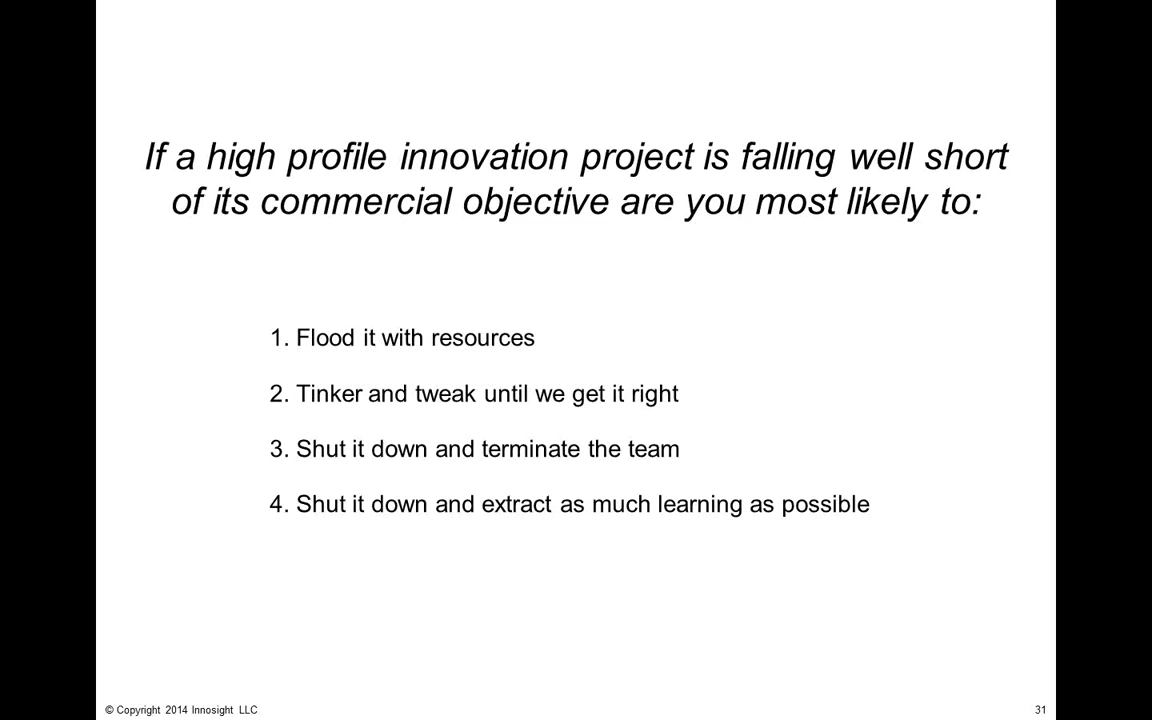 If a high profile innovation project is falling well short
of its commercial objective are you most likely to:
1. Flood it with resources
2. Tinker and tweak until we get it right
3. Shut it down and terminate the team
4. Shut it down and extract as much learning as possible
© Copyright 2014 Innosight LLC
31